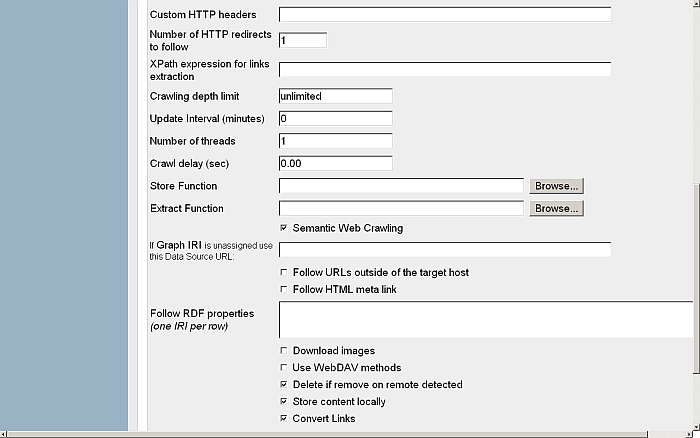 Custom HTTP headers
Number of HTTP redirects
to follow
1
XPath expression for links
extraction
Crawling depth limit
unlimited
Update Interval (minutes)
0
Number of threads
1
Crawl delay (sec)
0.00
Store Function
Browse...
Extract Function
Browse...
Semantic Web Crawling
If Graph IRI is unassigned use
this Data Source URL:
Follow URLs outside of the target host
Follow HTML meta link
Follow RDF properties
(one IRI per row)
Download images
Use WebDAV methods
Delete if remove on remote detected
Store content locally
Convert Links